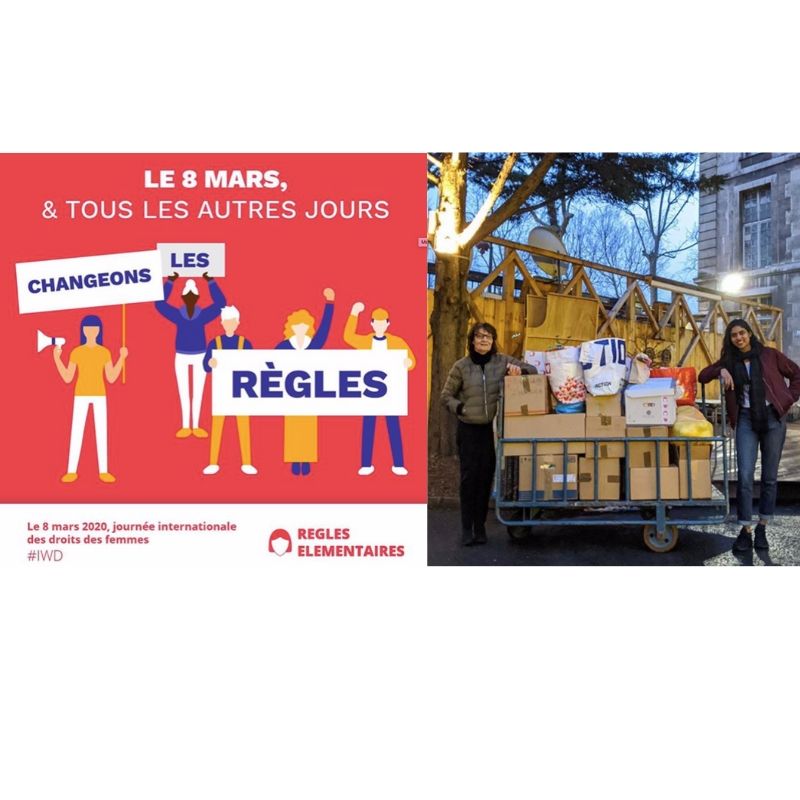 LE 8 MARS,
& TOUS LES AUTRES JOURS
CHANGEONS
LES
RÈGLES
Le 8 mars 2020, journée internationale
des droits des femmes
#IWD
REGLES
ELEMENTAIRES
ACTION